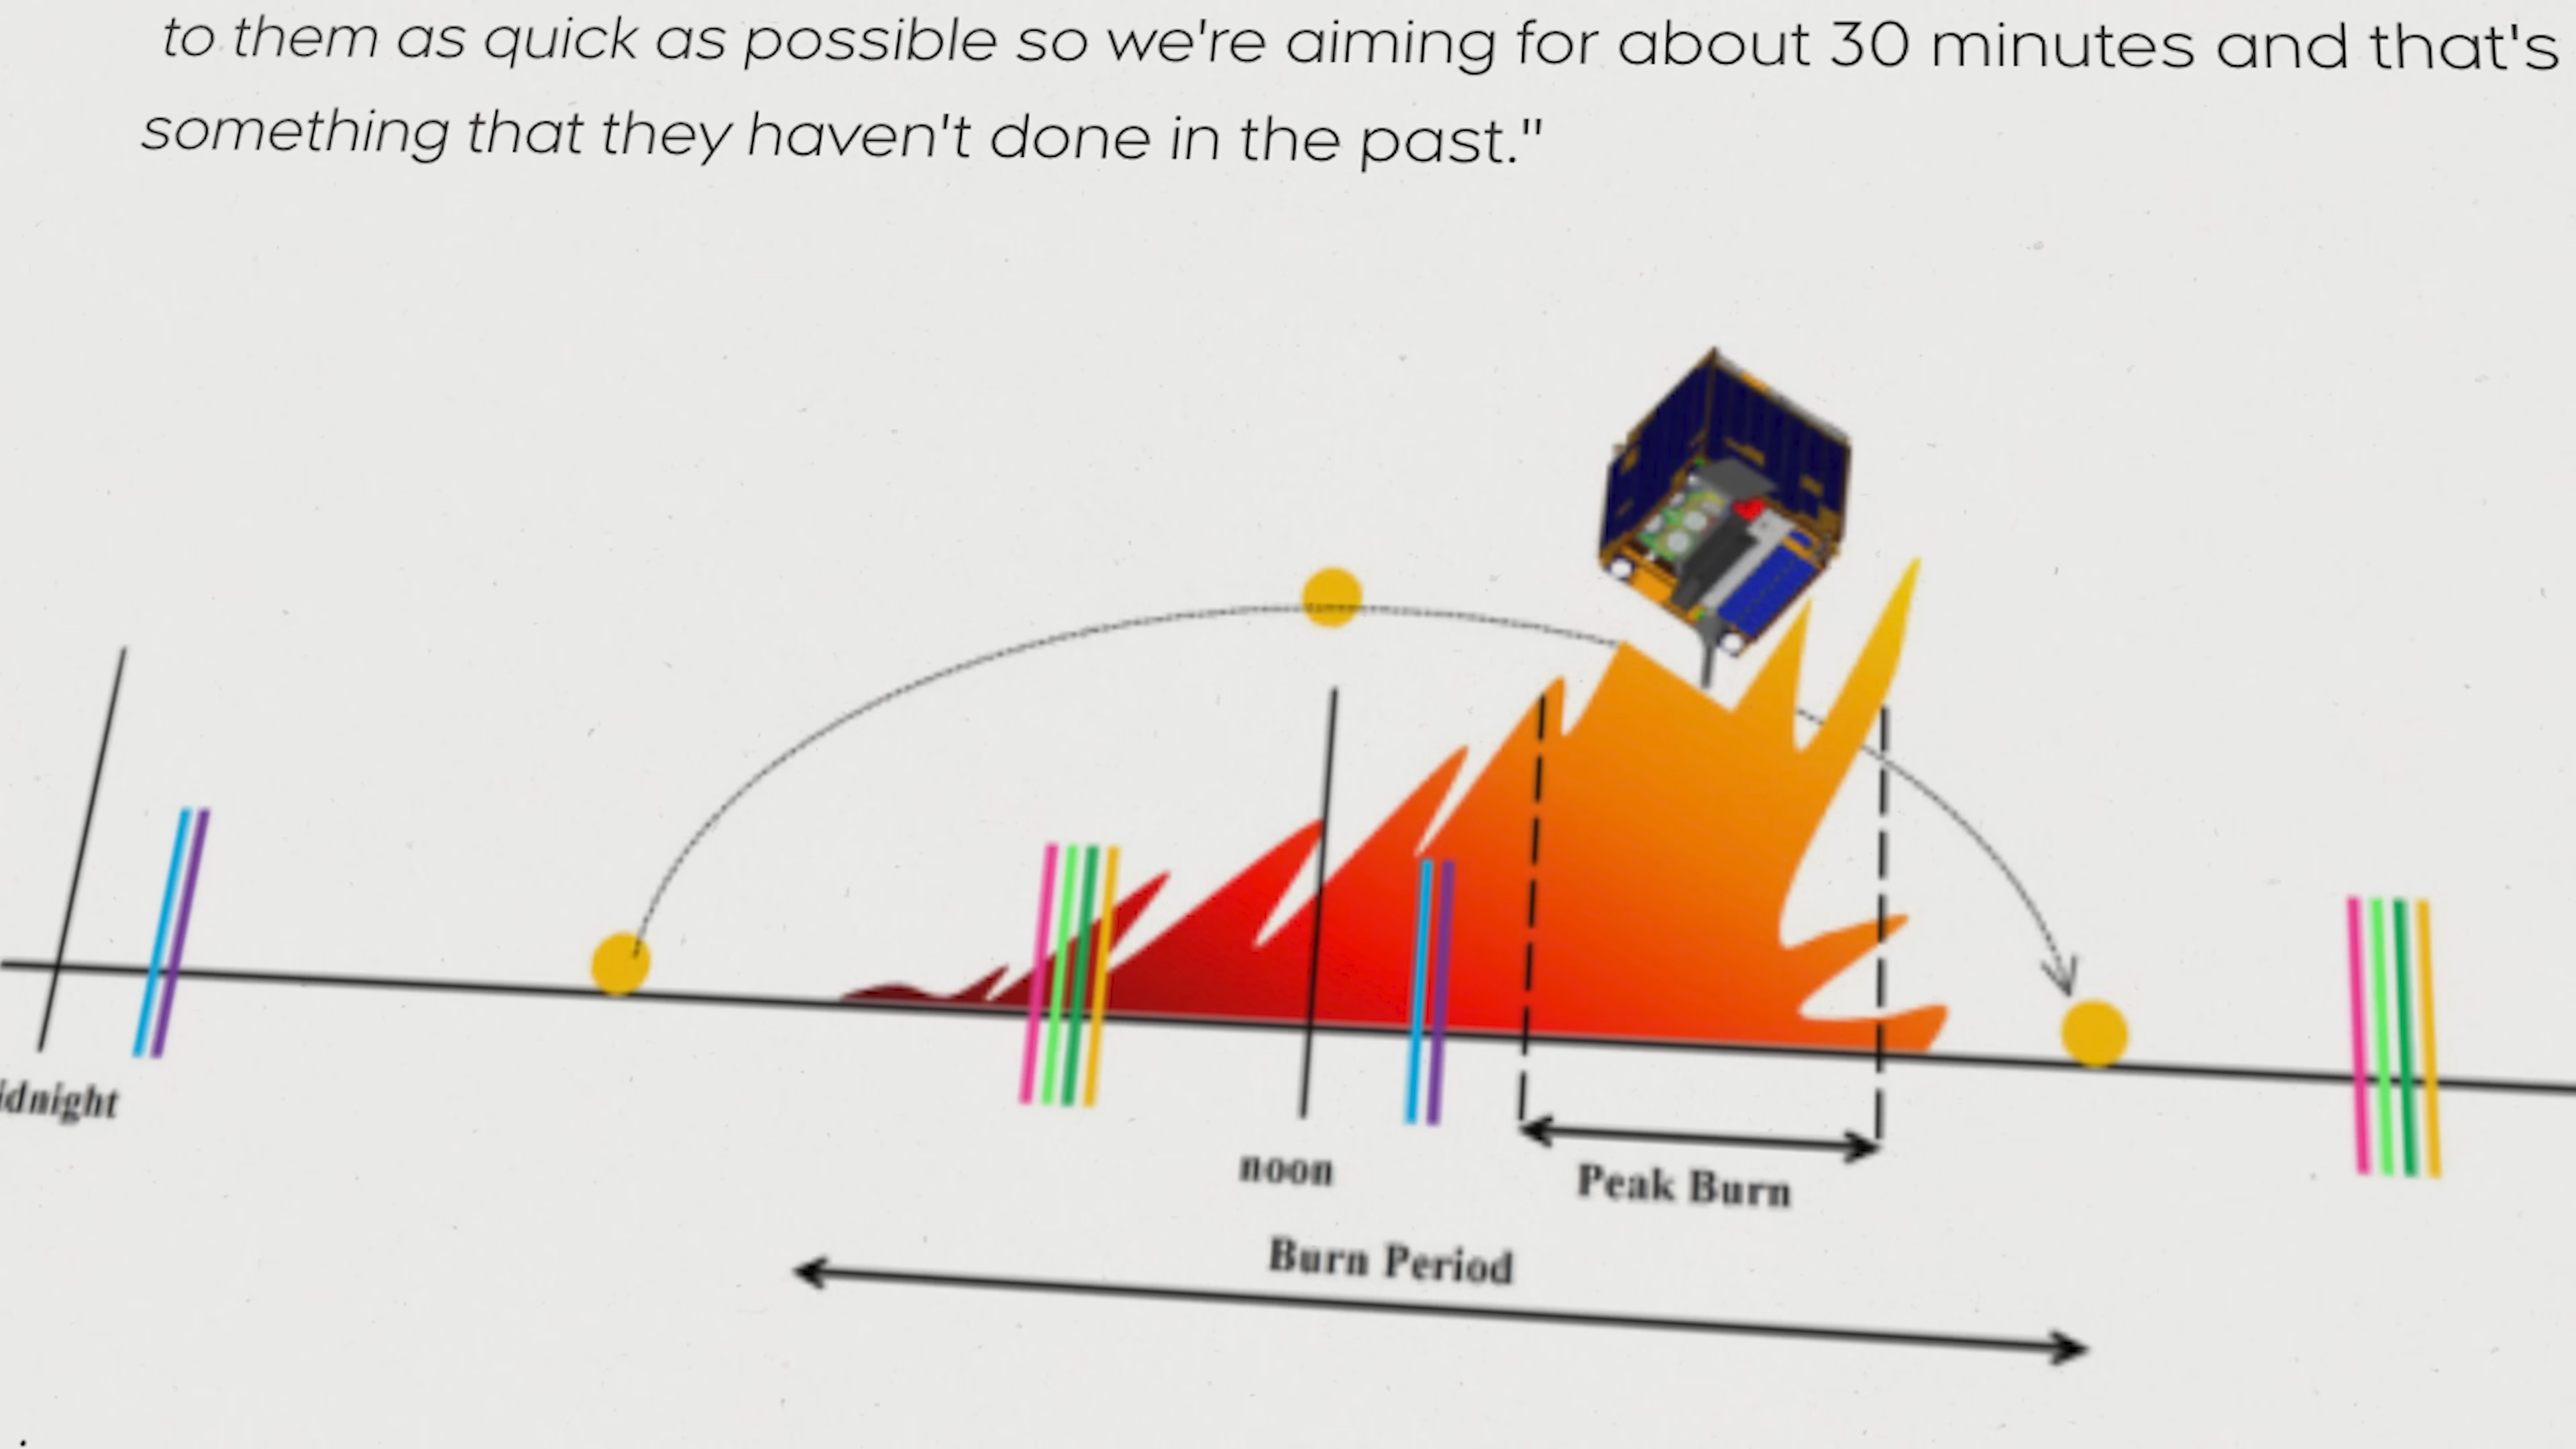 to them as quick as possible so we're aiming for about 30 minutes and that's
something that they haven't done in the past."
idnight
noon
Peak Burn
Burn Period